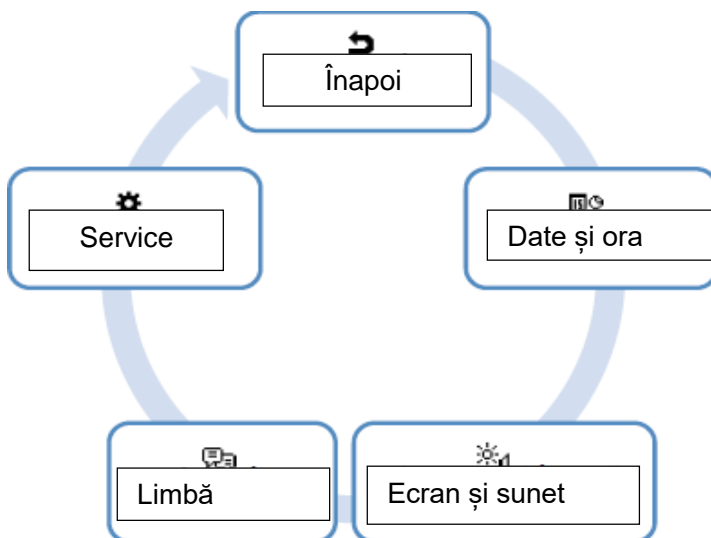 Înapoi
Service
Date și ora
Limbă
Ecran și sunet